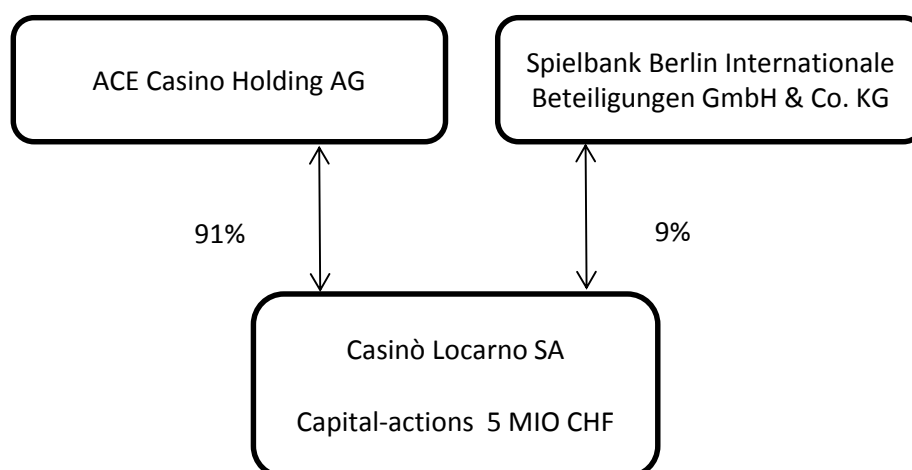 ACE Casino Holding AG
Spielbank Berlin Internationale
Beteiligungen GmbH & Co. KG
91%
9%
Casinò Locarno SA
Capital-actions 5 MIO CHF